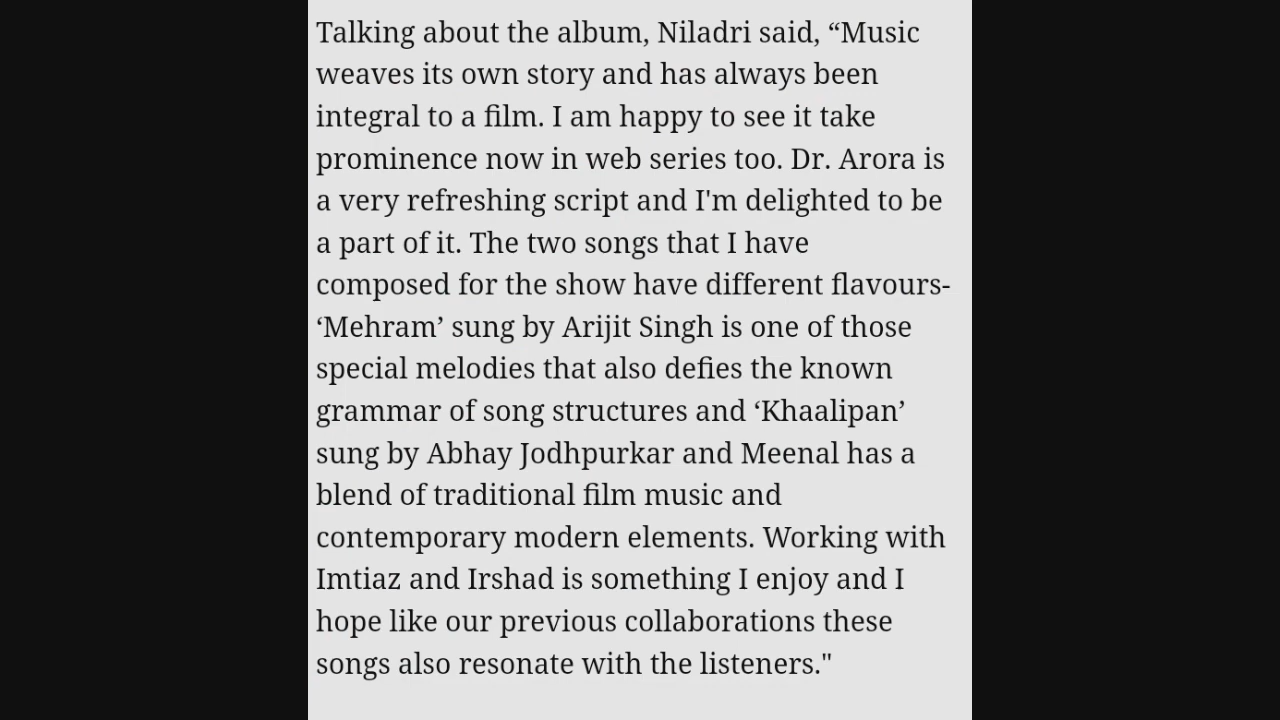 Talking about the album, Niladri said, “Music
weaves its own story and has always been
integral to a film. I am happy to see it take
prominence now in web series too. Dr. Arora is
a very refreshing script and I'm delighted to be
a part of it. The two songs that I have
composed for the show have different flavours-
‘Mehram’ sung by Arijit Singh is one of those
special melodies that also defies the known
grammar of song structures and ‘Khaalipan’
sung by Abhay Jodhpurkar and Meenal has a
blend of traditional film music and
contemporary modern elements. Working with
Imtiaz and Irshad is something I enjoy and I
hope like our previous collaborations these
songs also resonate with the listeners."